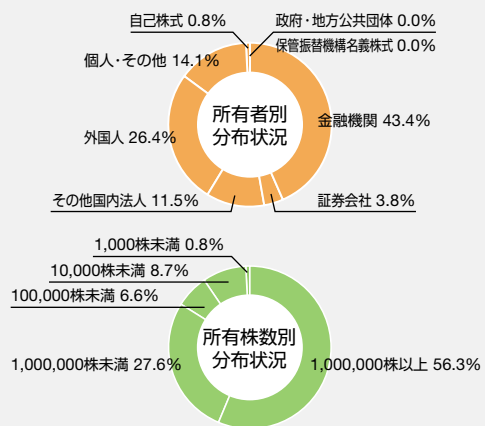 自己株式 0.8%
政府・地方公共団体 0.0%
保管振替機構名義株式 0.0%
個人・その他 14.1%
所有者別
分布状況
金融機関 43.4%
外国人 26.4%
その他国内法人 11.5%
証券会社 3.8%
1,000株未満 0.8%
10,000株未満 8.7%
100,000株未満 6.6%
所有株数別
分布状況
1,000,000株未満 27.6%
1,000,000株以上 56.3%